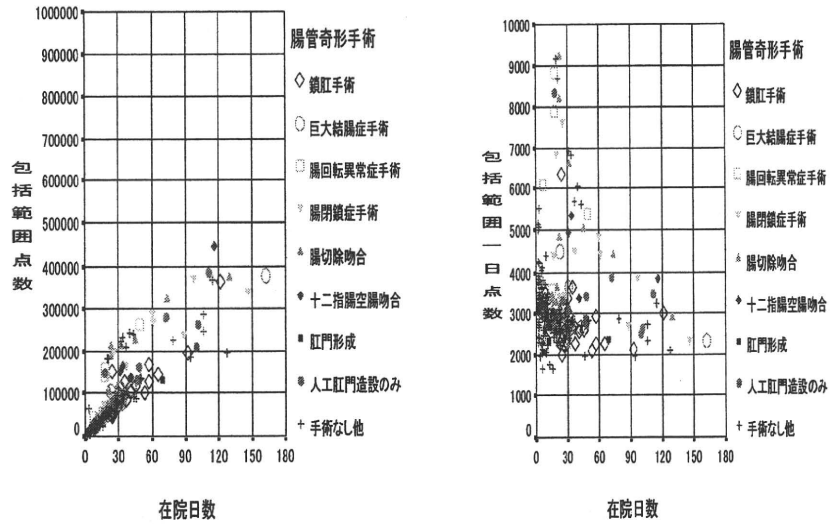 1000000
900000
800000
700000
600000
500000
400000
300000
200000
100000
0
0 30 60 90 120 150 180
包括範囲点数
在院日数
腸管奇形手術
鎖肛手術
巨大結腸症手術
腸回転異常症手術
腸閉鎖症手術
腸切除吻合
十二指腸空腸吻合
肛門形成
人工肛門造設のみ
手術なし他
10000
9000
8000
7000
6000
5000
4000
3000
2000
1000
0
0 30 60 90 120 150 180
包括範囲一日点数
在院日数
腸管奇形手術
鎖肛手術
巨大結腸症手術
腸回転異常症手術
腸閉鎖症手術
腸切除吻合
十二指腸空腸吻合
肛門形成
人工肛門造設のみ
手術なし他